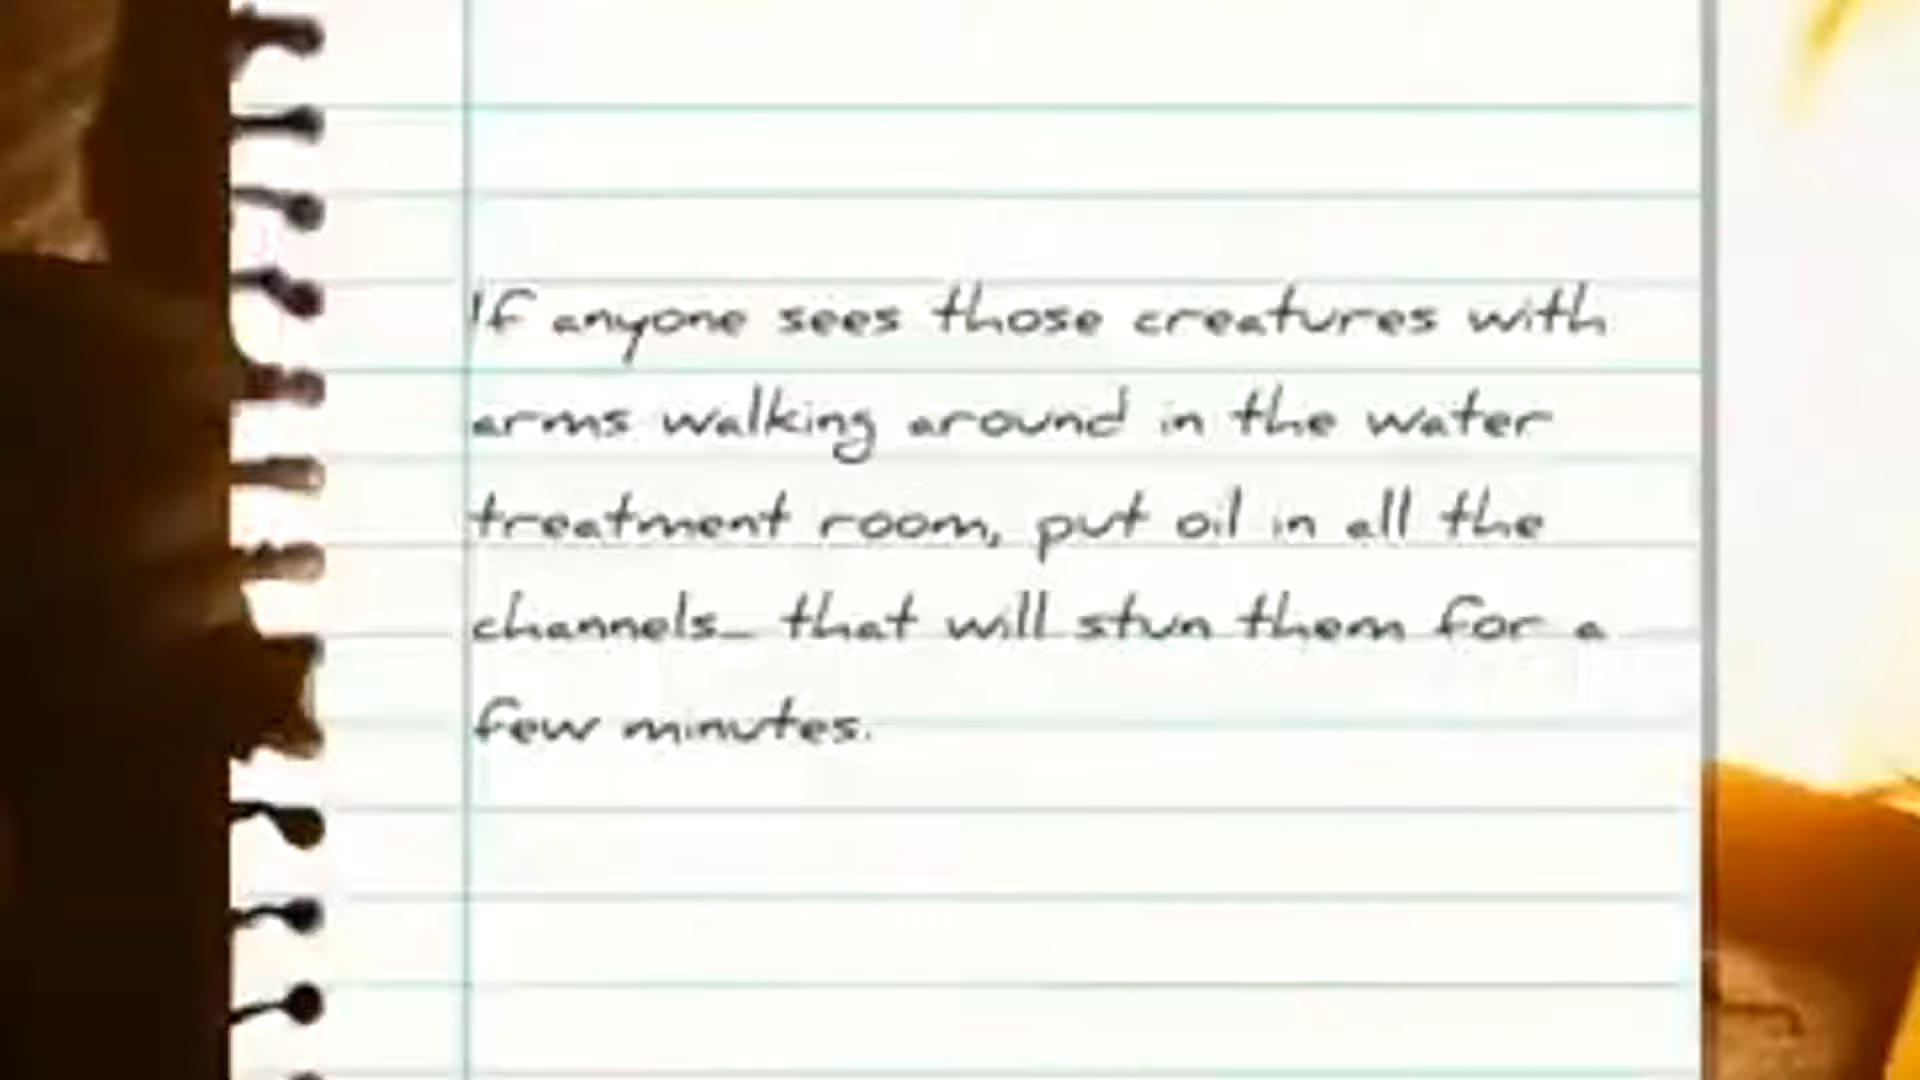 If anyone sees those creatures with
arms walking around in the water
treatment room, put oil in all the
channels_ that will stun them for a
few minutes.